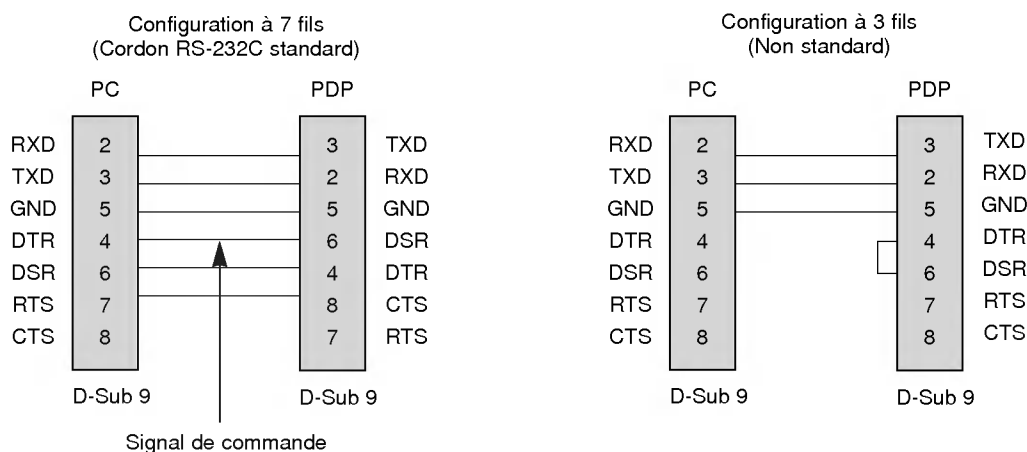 Configuration à 7 fils
(Cordon RS-232C standard)
PC PDP
RXD 2 3 TXD
TXD 3 2 RXD
GND 5 5 GND
DTR 4 6 DSR
DSR 6 4 DTR
RTS 7 8 CTS
CTS 8 7 RTS
D-Sub 9 D-Sub 9
Signal de commande
Configuration à 3 fils
(Non standard)
PC PDP
RXD 2 3 TXD
TXD 3 2 RXD
GND 5 5 GND
DTR 4 4 DTR
DSR 6 6 DSR
RTS 7 7 RTS
CTS 8 8 CTS
D-Sub 9 D-Sub 9